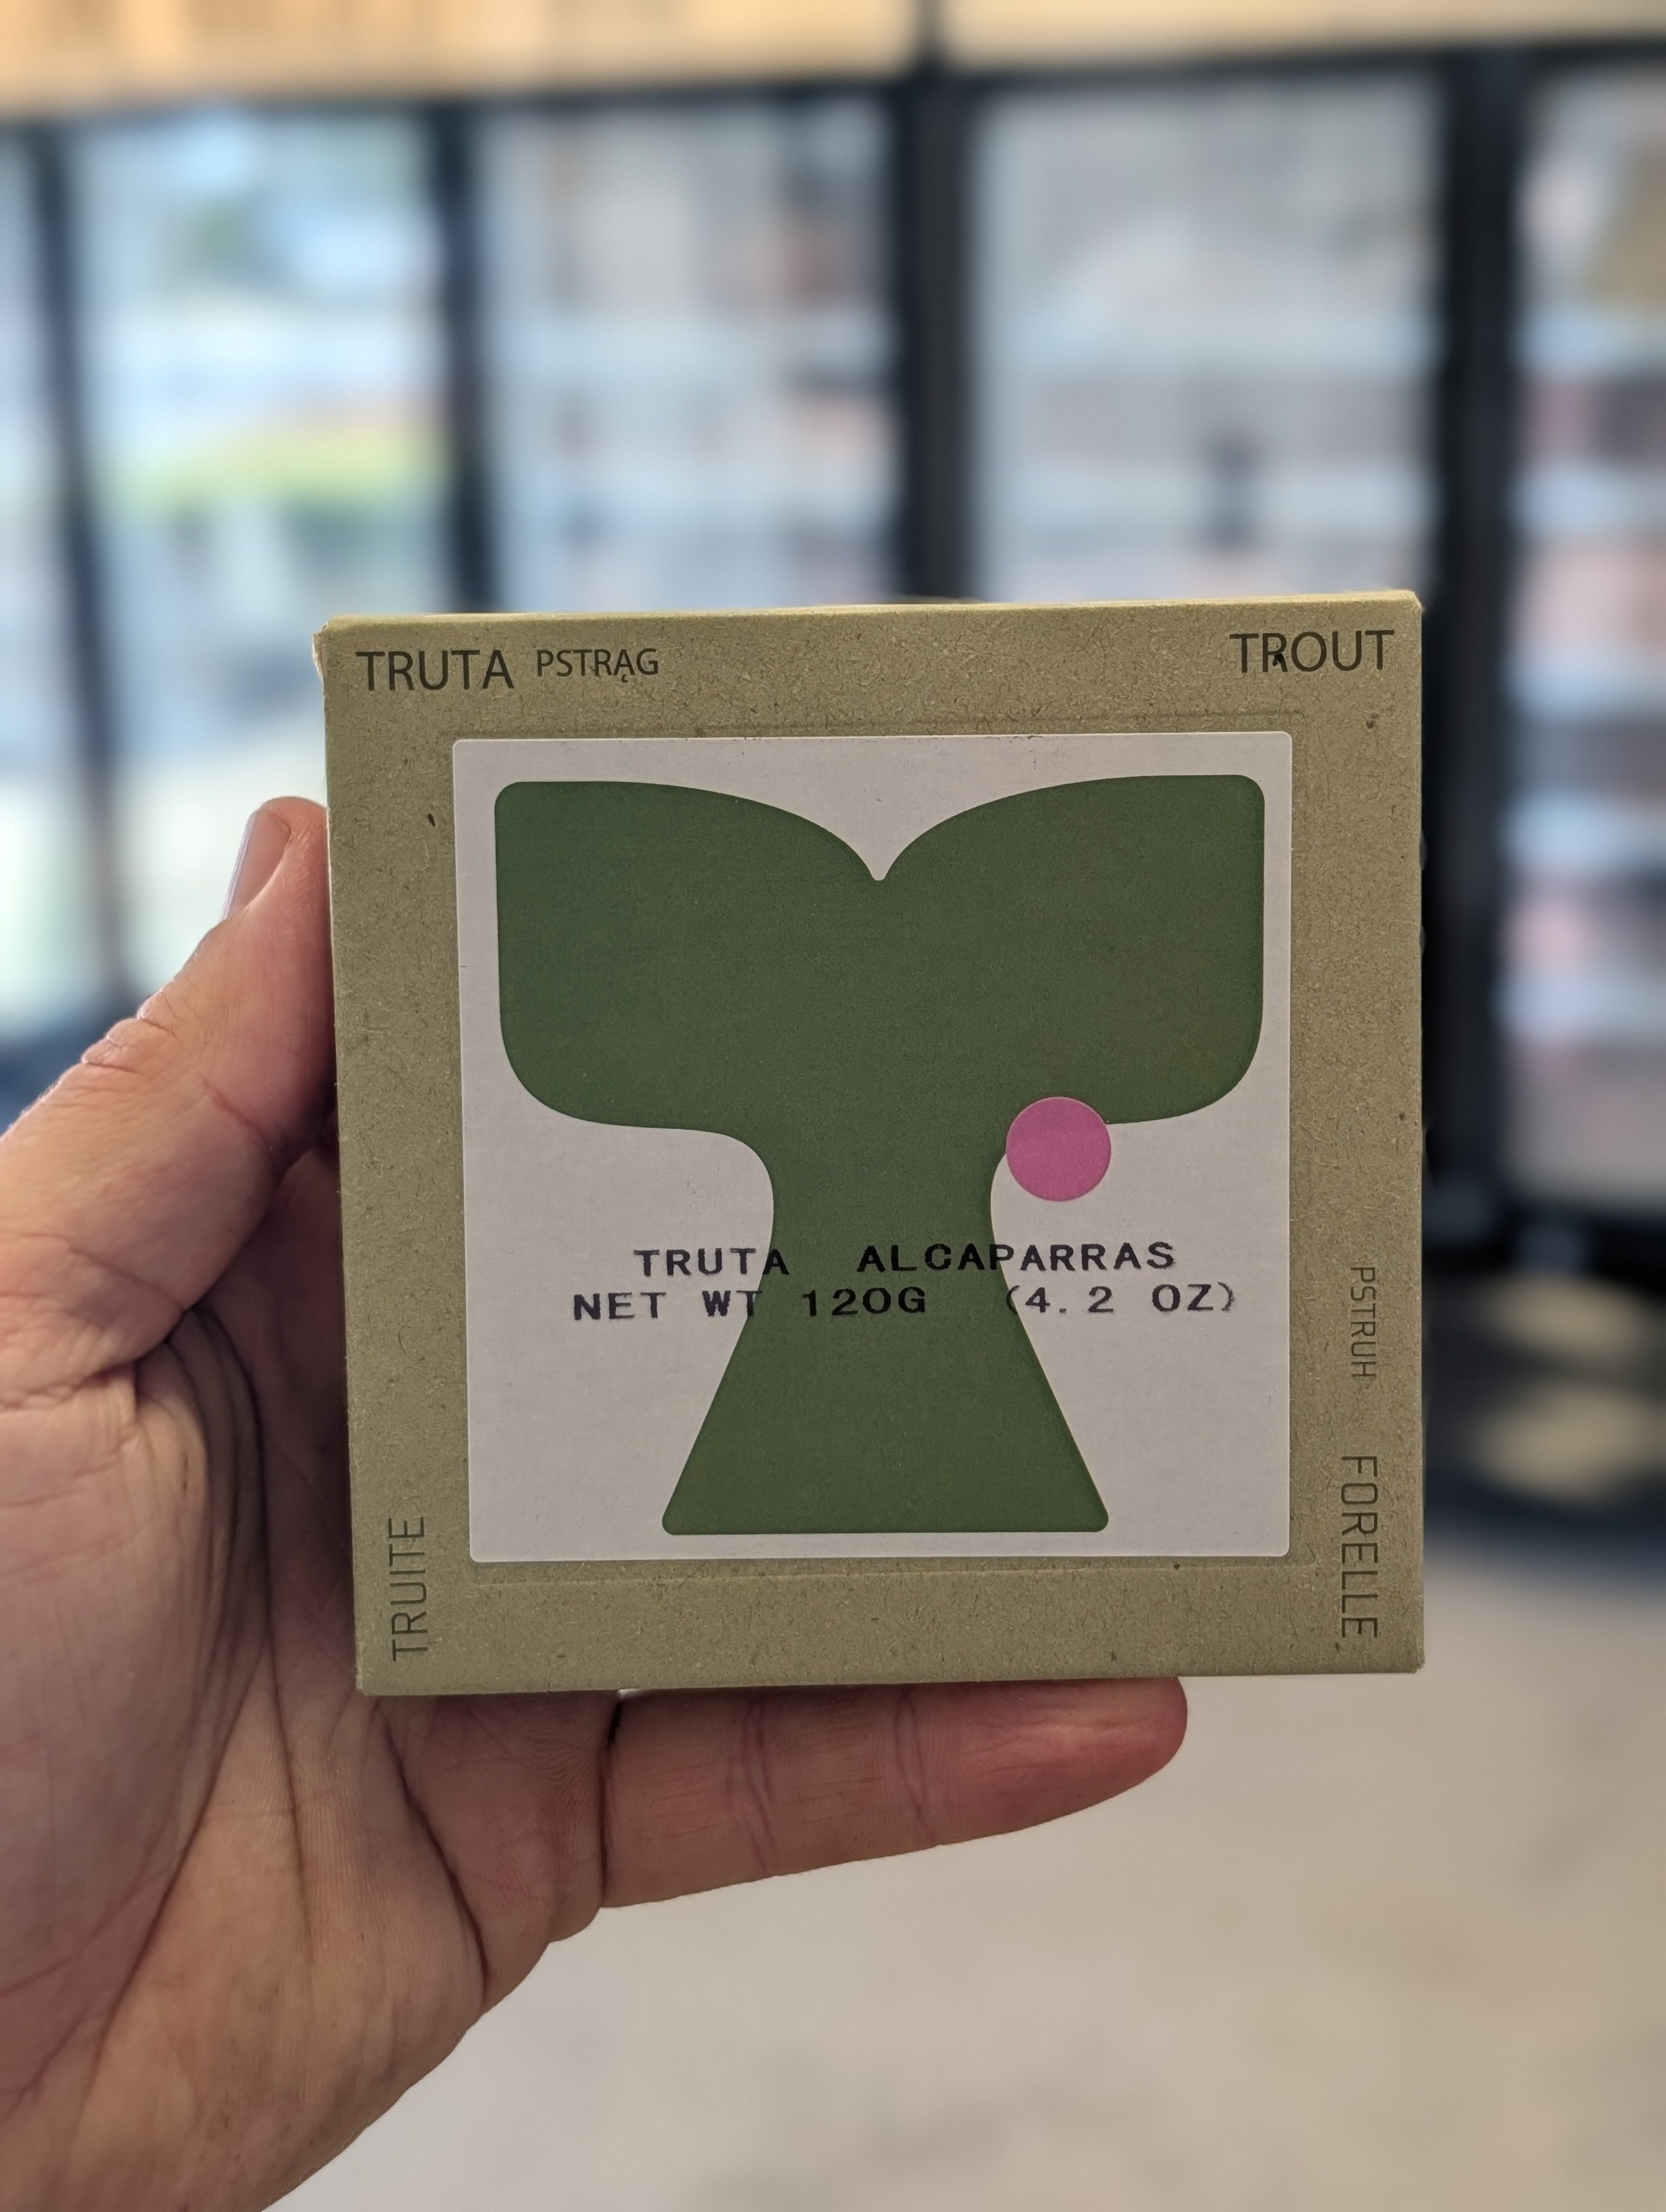 TRUTA PSTRĄG
TROUT
TRUTA ALCAPARRAS
NET WT 120G (4.2 OZ)
TRUITE
PSTRUH FORELLE